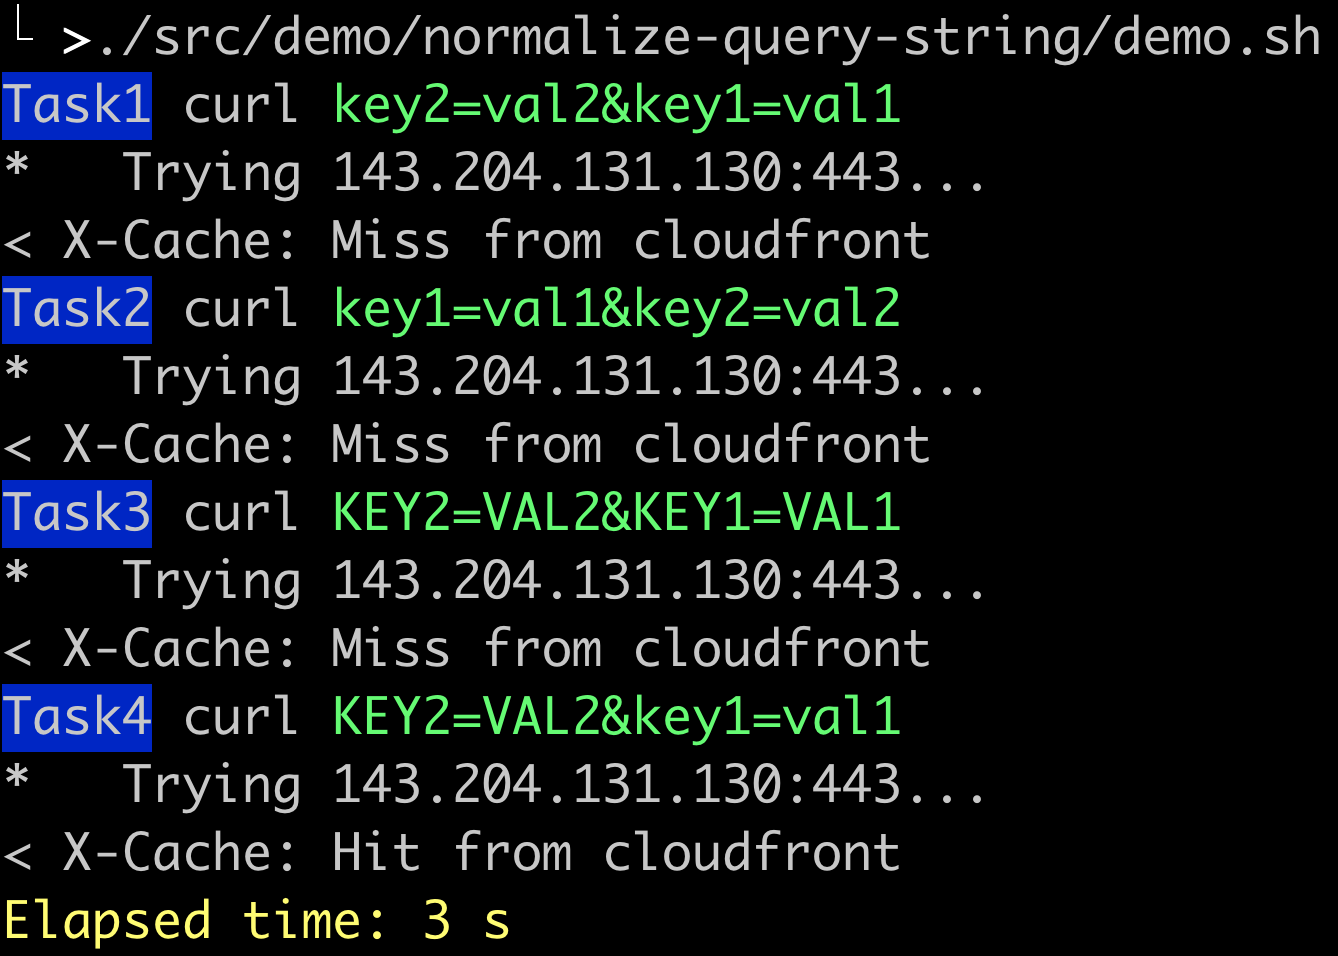 └ >./src/demo/normalize-query-string/demo.sh
Task1 curl key2=val2&key1=val1
*   Trying 143.204.131.130:443...
< X-Cache: Miss from cloudfront
Task2 curl key1=val1&key2=val2
*   Trying 143.204.131.130:443...
< X-Cache: Miss from cloudfront
Task3 curl KEY2=VAL2&KEY1=VAL1
*   Trying 143.204.131.130:443...
< X-Cache: Miss from cloudfront
Task4 curl KEY2=VAL2&key1=val1
*   Trying 143.204.131.130:443...
< X-Cache: Hit from cloudfront
Elapsed time: 3 s